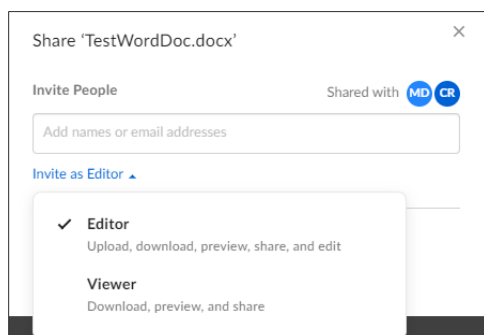 Share ‘TestWordDoc.docx’
Invite People
Shared with MD CR
Add names or email addresses
Invite as Editor
Editor
Upload, download, preview, share, and edit
Viewer
Download, preview, and share